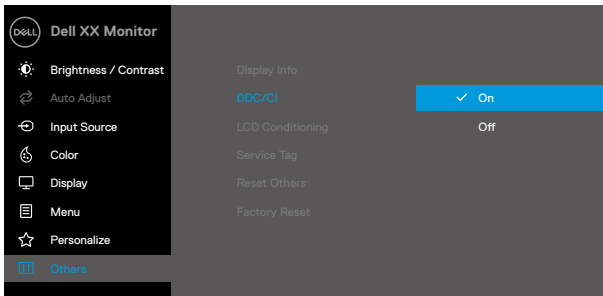 DELL Dell XX Monitor
Brightness / Contrast
Auto Adjust
Input Source
Color
Display
Menu
Personalize
Others
Display Info
DDC/CI
LCD Conditioning
Service Tag
Reset Others
Factory Reset
On
Off